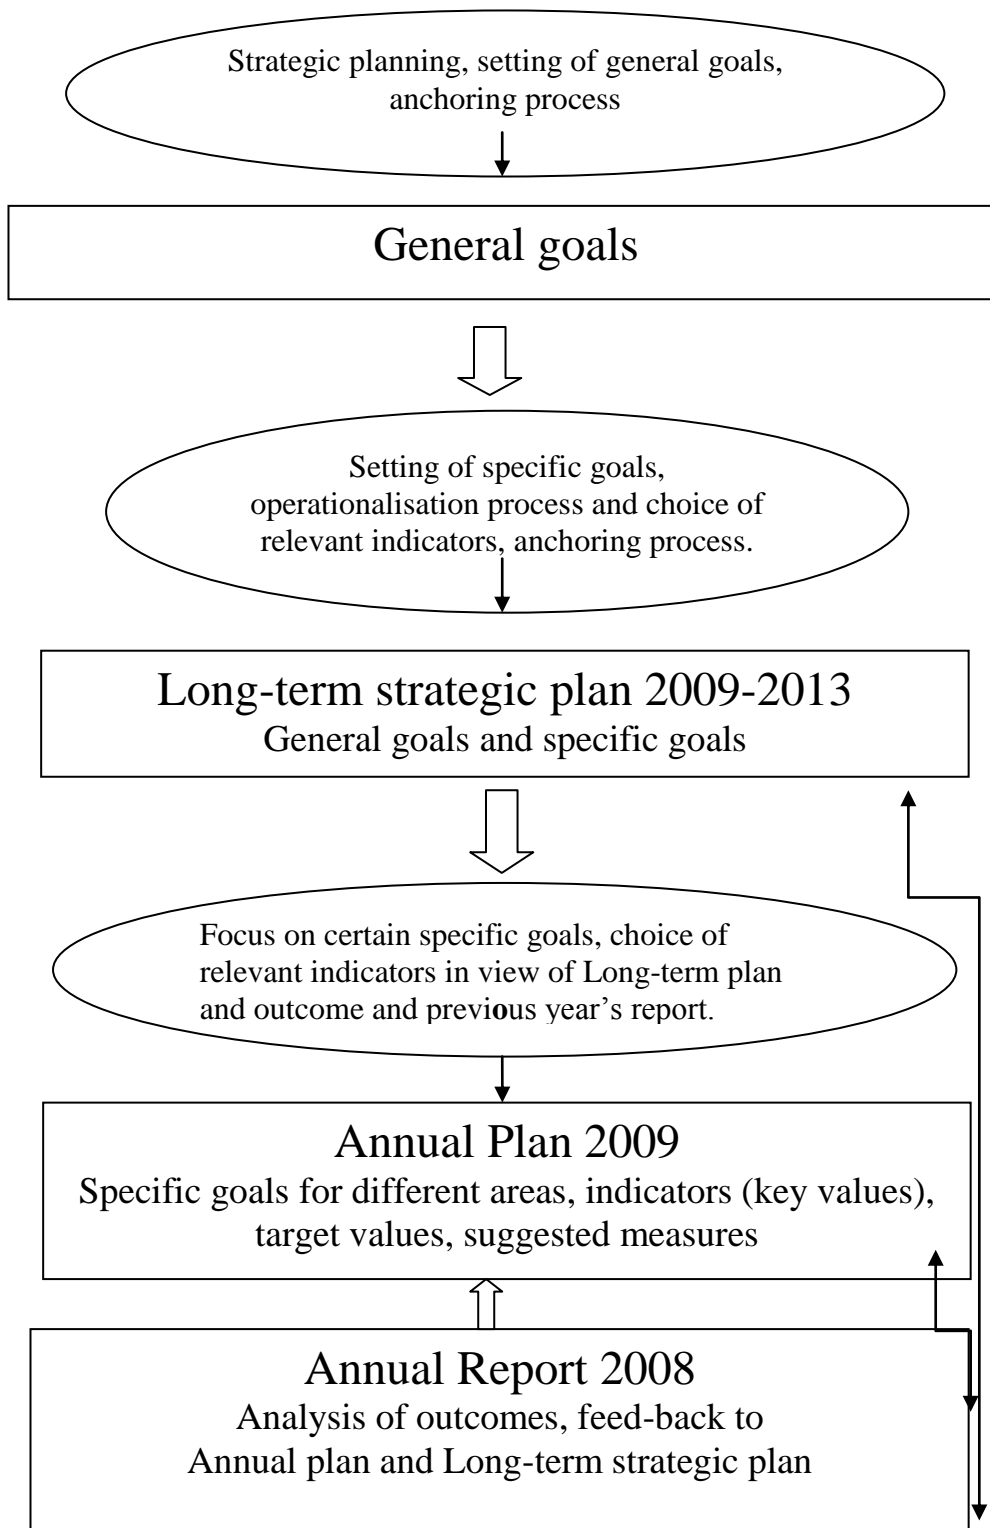 Strategic planning, setting of general goals,
anchoring process
General goals
Setting of specific goals,
operationalisation process and choice of
relevant indicators, anchoring process.
Long-term strategic plan 2009-2013
General goals and specific goals
Focus on certain specific goals, choice of
relevant indicators in view of Long-term plan
and outcome and previous year’s report.
Annual Plan 2009
Specific goals for different areas, indicators (key values),
target values, suggested measures
Annual Report 2008
Analysis of outcomes, feed-back to
Annual plan and Long-term strategic plan